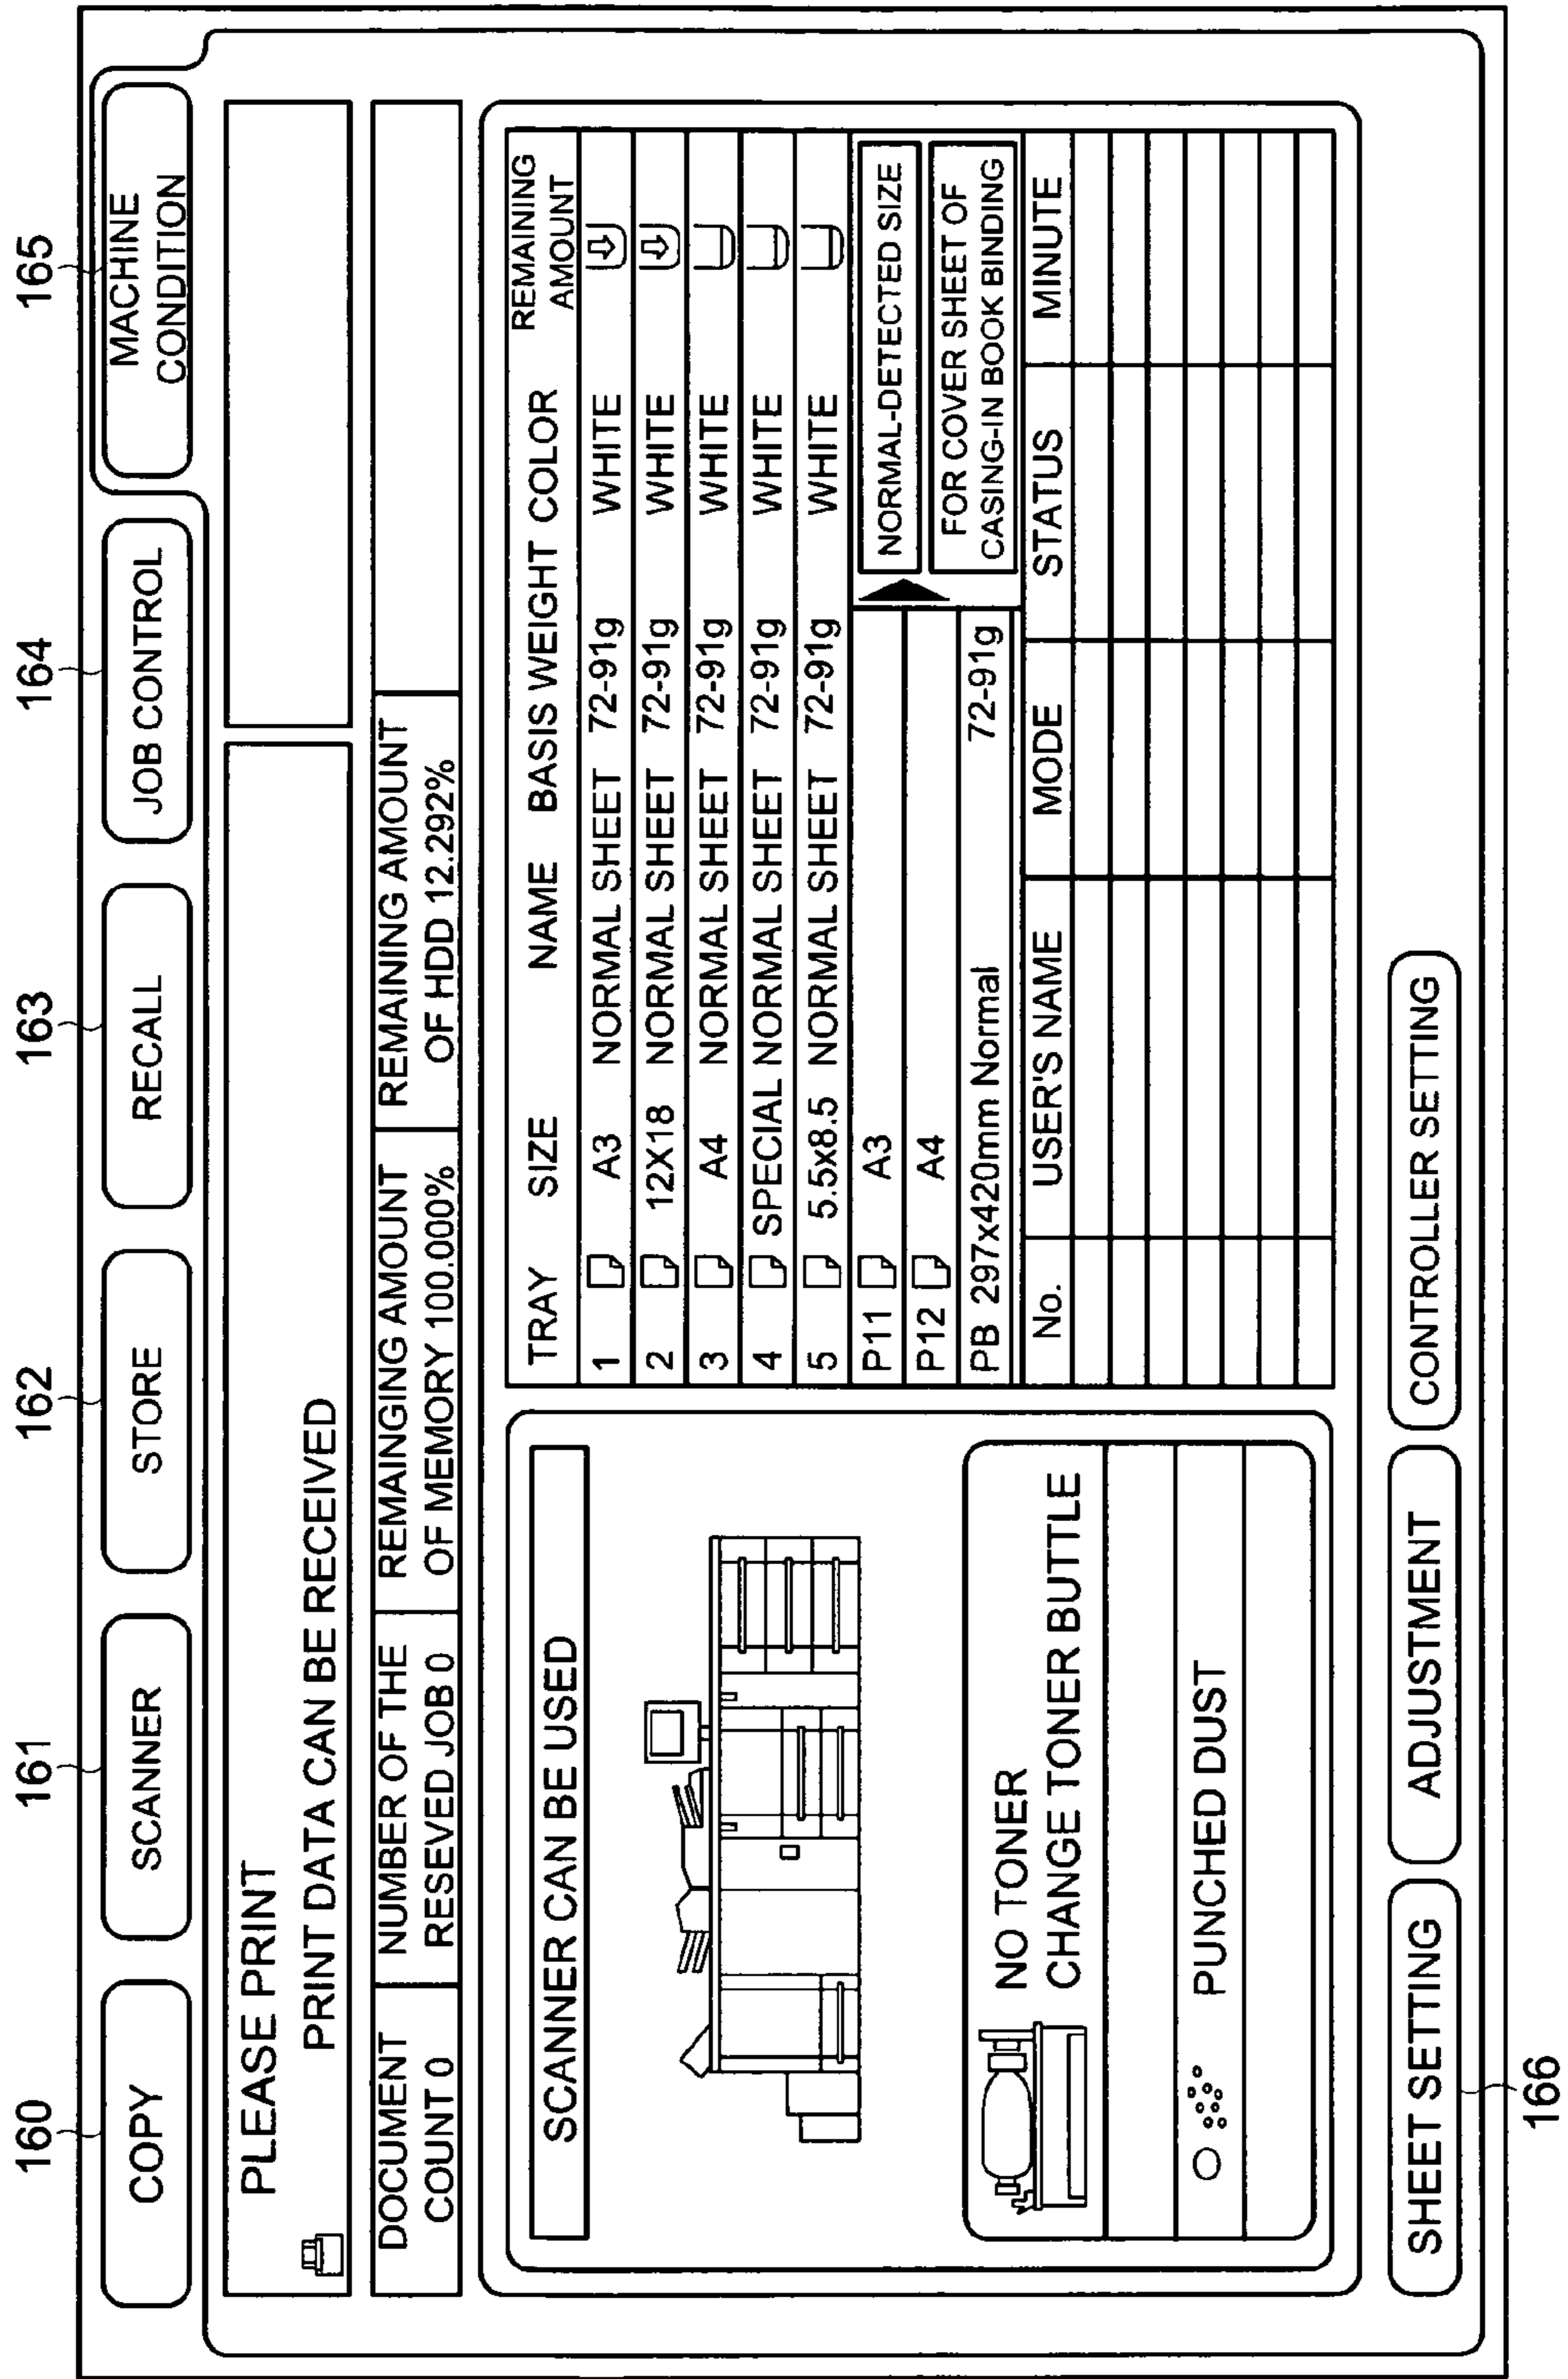 160 161 162 163 164 165
COPY SCANNER STORE RECALL JOB CONTROL MACHINE CONDITION
PLEASE PRINT
PRINT DATA CAN BE RECEIVED
DOCUMENT COUNT 0
NUMBER OF THE RESEVED JOB 0
REMAINGING AMOUNT OF MEMORY 100.000%
REMAINING AMOUNT OF HDD 12.292%
SCANNER CAN BE USED
NO TONER
CHANGE TONER BUTTLE
PUNCHED DUST
TRAY SIZE NAME BASIS WEIGHT COLOR REMAINING AMOUNT
1 A3 NORMAL SHEET 72-91g WHITE
2 12X18 NORMAL SHEET 72-91g WHITE
3 A4 NORMAL SHEET 72-91g WHITE
4 SPECIAL NORMAL SHEET 72-91g WHITE
5 5.5x8.5 NORMAL SHEET 72-91g WHITE
P11 A3
P12 A4
PB 297x420mm Normal 72-91g
NORMAL-DETECTED SIZE
FOR COVER SHEET OF
CASING-IN BOOK BINDING
No. USER'S NAME MODE STATUS MINUTE
SHEET SETTING ADJUSTMENT CONTROLLER SETTING
166